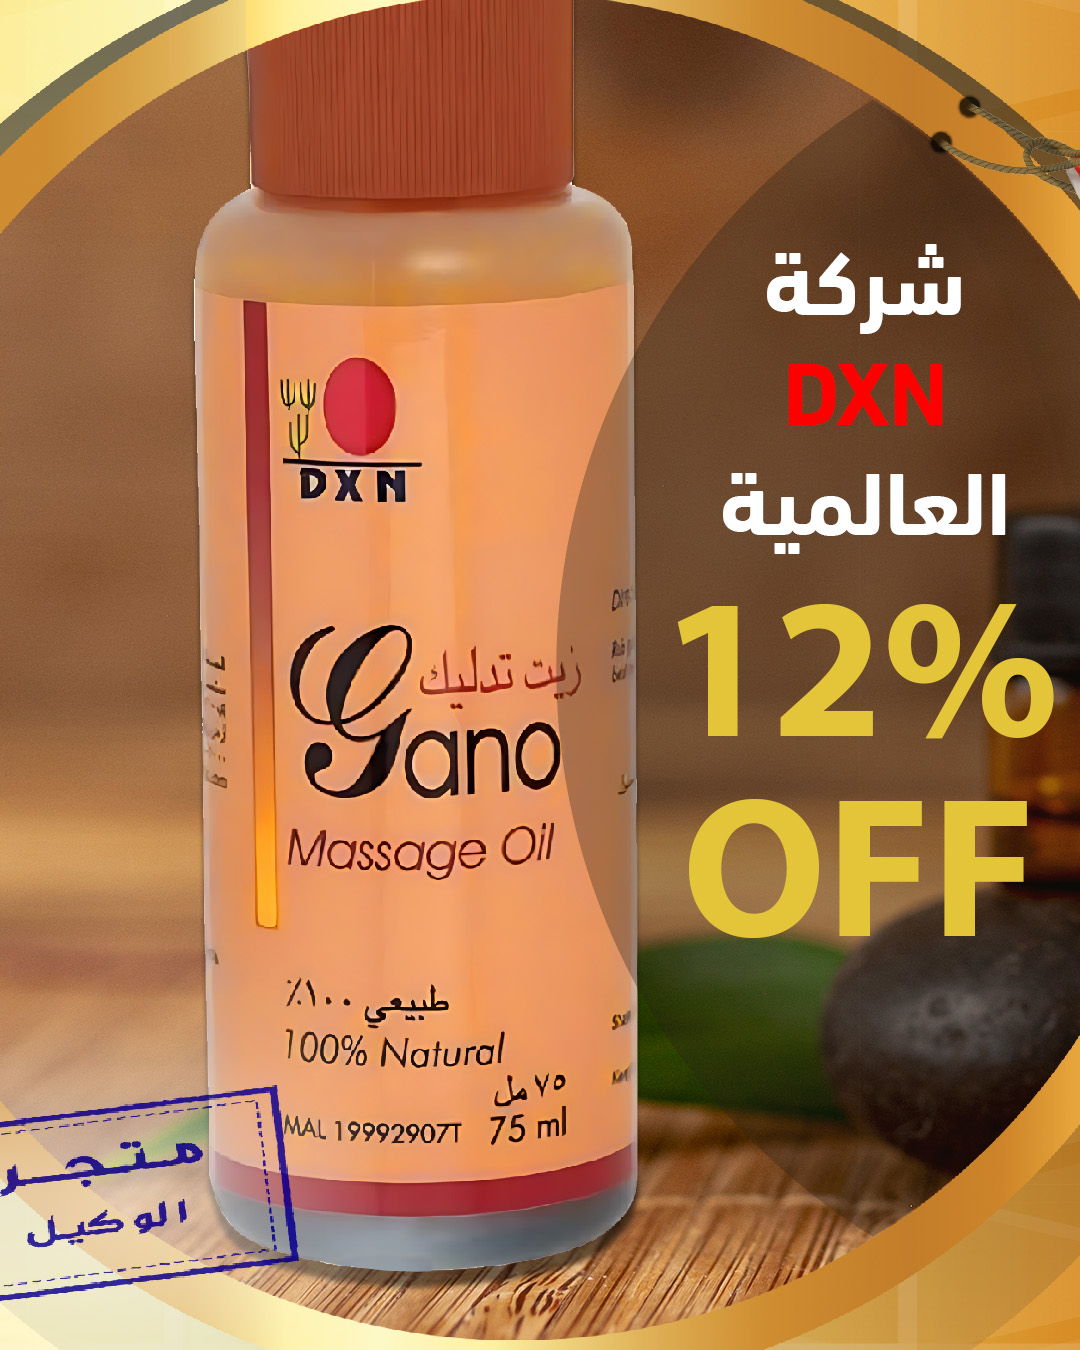 شركة
DXN
العالمية
12%
OFF
DXN
زيت تدليك
Gano
Massage Oil
طبيعي ١٠٠٪
100% Natural
٧٥ مل
MAL 19992907T 75 ml
متجر
الوكيل